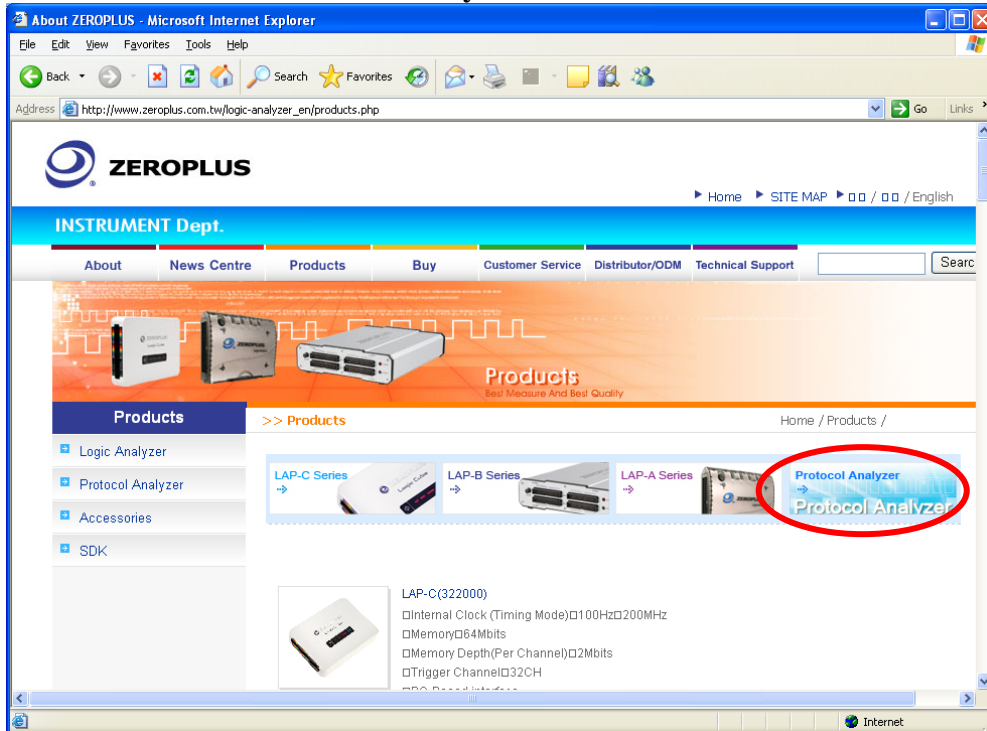 About ZEROPLUS - Microsoft Internet Explorer
File Edit View Favorites Tools Help
Back Search Favorites
Address http://www.zeroplus.com.tw/logic-analyzer_en/products.php Go Links
ZEROPLUS
Home SITE MAP □□ / □□ / English
INSTRUMENT Dept.
About News Centre Products Buy Customer Service Distributor/ODM Technical Support Searc
Products
Best Measure And Best Quality
Products >> Products Home / Products /
Logic Analyzer
Protocol Analyzer
Accessories
SDK
LAP-C Series LAP-B Series LAP-A Series Protocol Analyzer
Protocol Analyzer
LAP-C(322000)
□Internal Clock (Timing Mode)□100Hz□200MHz
□Memory□64Mbits
□Memory Depth(Per Channel)□2Mbits
□Trigger Channel□32CH
Internet